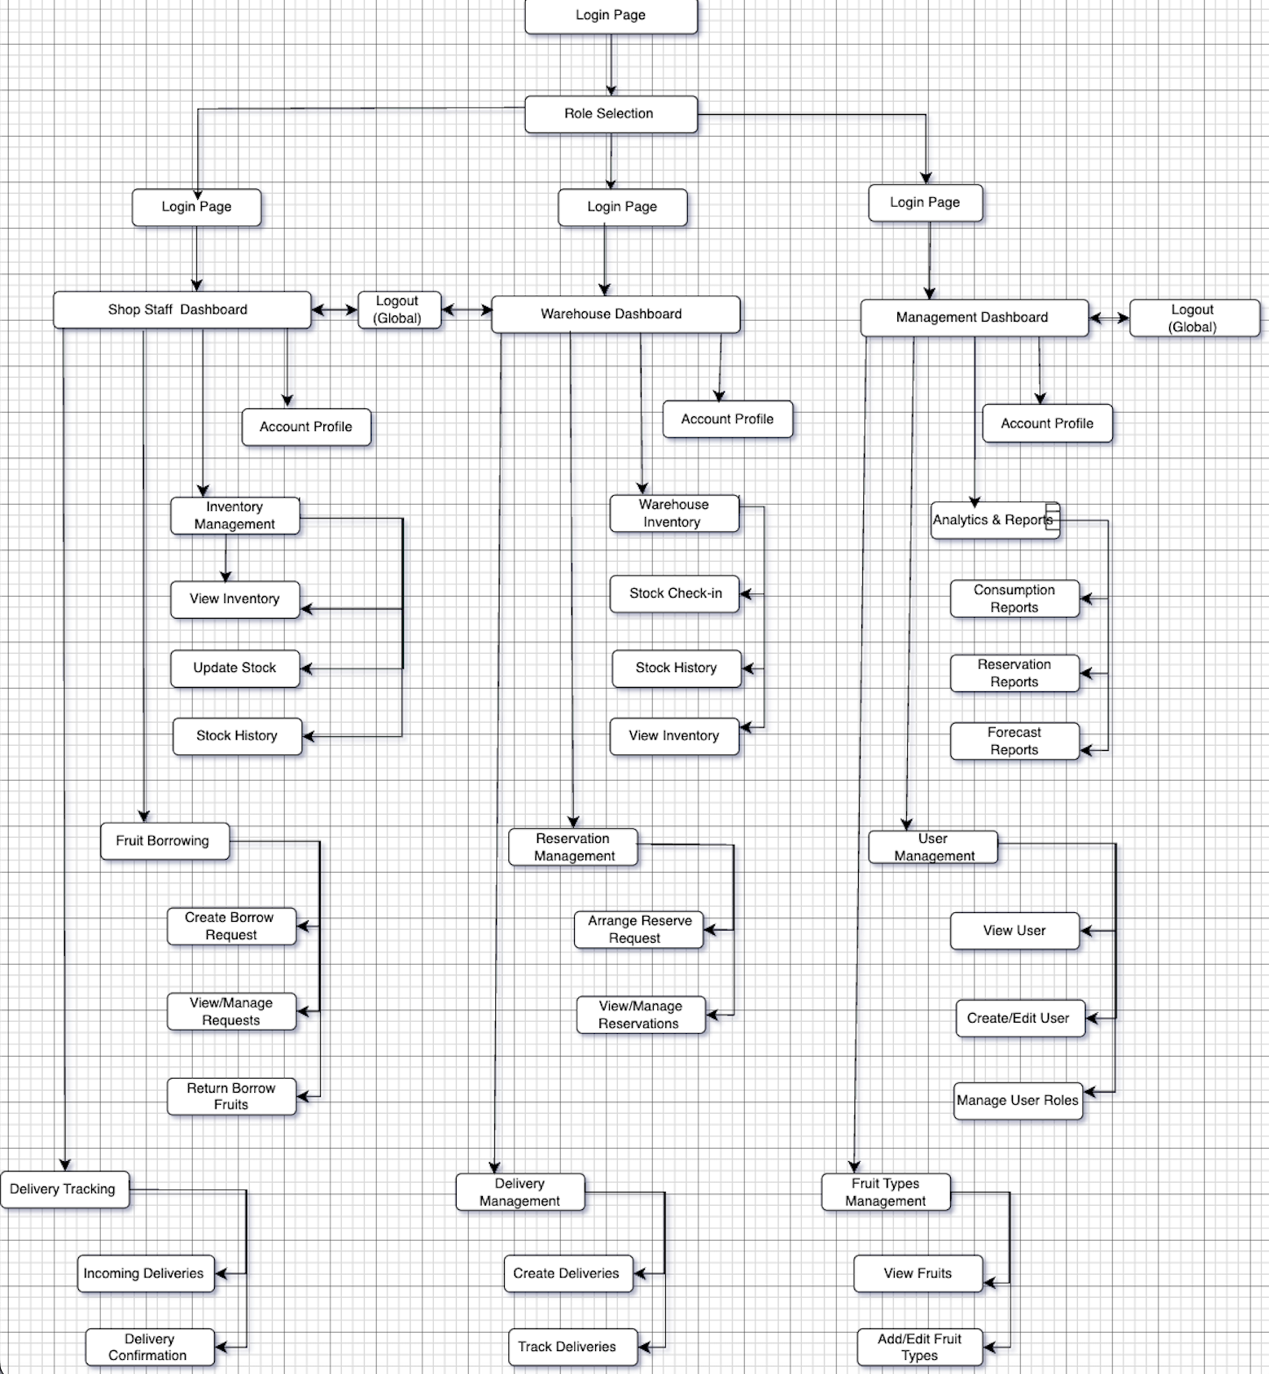 Login Page
Role Selection
Login Page
Login Page
Login Page
Shop Staff  Dashboard
Logout
(Global)
Warehouse Dashboard
Management Dashboard
Logout
(Global)
Account Profile
Account Profile
Account Profile
Inventory
Management
Warehouse
Inventory
Analytics & Reports
View Inventory
Stock Check-in
Consumption
Reports
Update Stock
Stock History
Reservation
Reports
Stock History
View Inventory
Forecast
Reports
Fruit Borrowing
Reservation
Management
User
Management
Create Borrow
Request
Arrange Reserve
Request
View User
View/Manage
Requests
View/Manage
Reservations
Create/Edit User
Return Borrow
Fruits
Manage User Roles
Delivery Tracking
Delivery
Management
Fruit Types
Management
Incoming Deliveries
Create Deliveries
View Fruits
Delivery
Confirmation
Track Deliveries
Add/Edit Fruit
Types